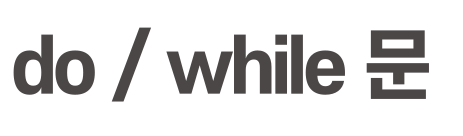 do / while 문